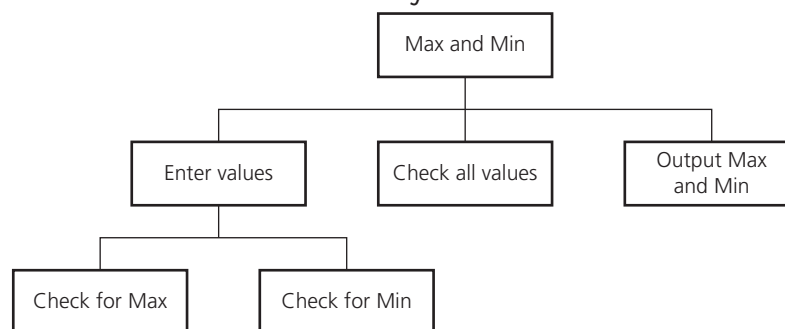 Max and Min
Enter values
Check all values
Output Max
and Min
Check for Max
Check for Min